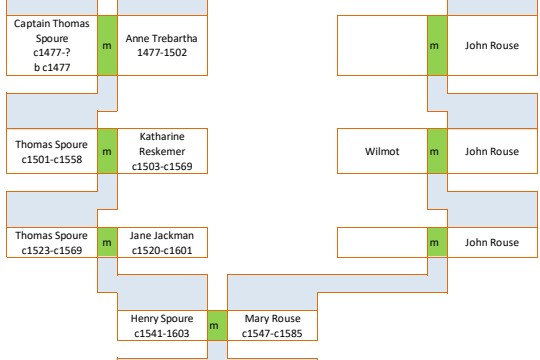 Captain Thomas
Spoure
c1477-?
b c1477
m
Anne Trebartha
1477-1502
m
John Rouse
Thomas Spoure
c1501-c1558
m
Katharine
Reskemer
c1503-c1569
Wilmot
m
John Rouse
Thomas Spoure
c1523-c1569
m
Jane Jackman
c1520-c1601
m
John Rouse
Henry Spoure
c1541-1603
m
Mary Rouse
c1547-c1585